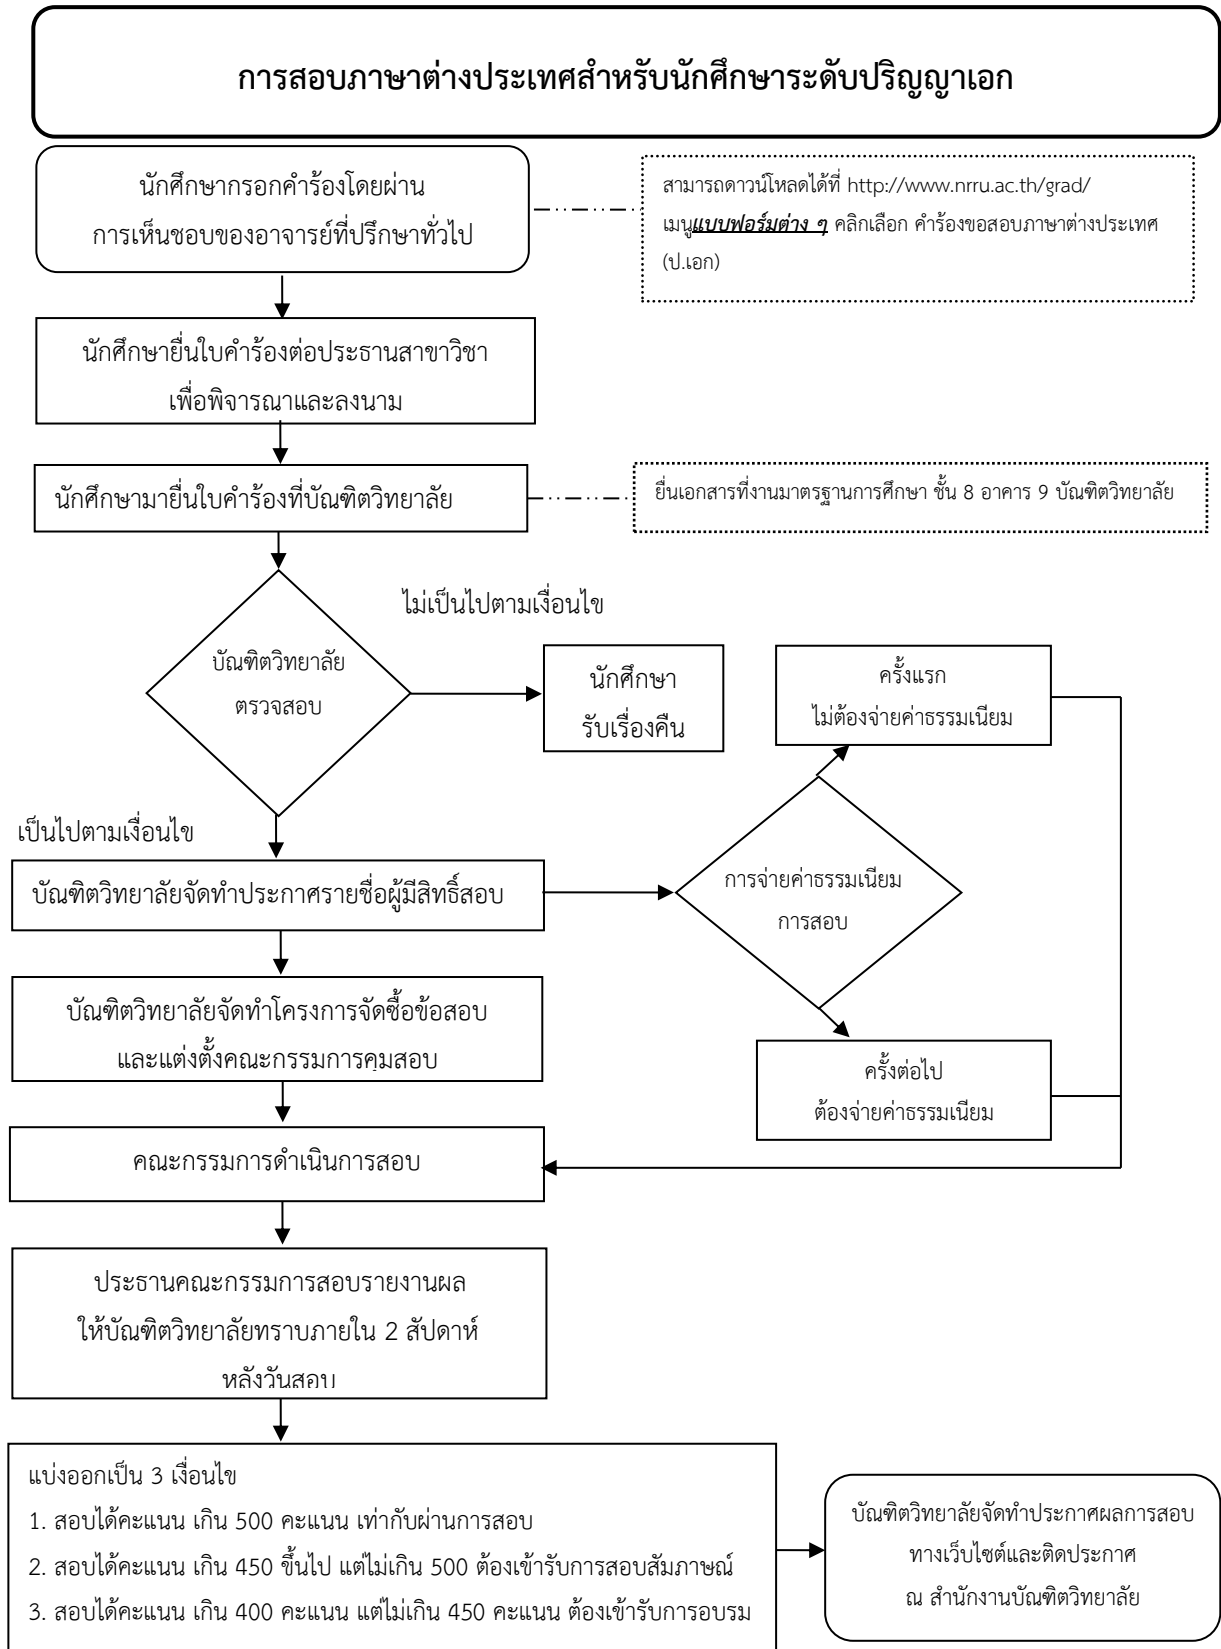 การสอบภาษาต่างประเทศสำหรับนักศึกษาระดับปริญญาเอก
นักศึกษากรอกคำร้องโดยผ่าน
การเห็นชอบของอาจารย์ที่ปรึกษาทั่วไป
สามารถดาวน์โหลดได้ที่ http://www.nrru.ac.th/grad/
เมนูแบบฟอร์มต่าง ๆ คลิกเลือก คำร้องขอสอบภาษาต่างประเทศ
(ป.เอก)
นักศึกษายื่นใบคำร้องต่อประธานสาขาวิชา
เพื่อพิจารณาและลงนาม
นักศึกษามายื่นใบคำร้องที่บัณฑิตวิทยาลัย
ยื่นเอกสารที่งานมาตรฐานการศึกษา ชั้น 8 อาคาร 9 บัณฑิตวิทยาลัย
ไม่เป็นไปตามเงื่อนไข
บัณฑิตวิทยาลัย
ตรวจสอบ
นักศึกษา
รับเรื่องคืน
ครั้งแรก
ไม่ต้องจ่ายค่าธรรมเนียม
เป็นไปตามเงื่อนไข
บัณฑิตวิทยาลัยจัดทำประกาศรายชื่อผู้มีสิทธิ์สอบ
การจ่ายค่าธรรมเนียม
การสอบ
บัณฑิตวิทยาลัยจัดทำโครงการจัดซื้อข้อสอบ
และแต่งตั้งคณะกรรมการคุมสอบ
ครั้งต่อไป
ต้องจ่ายค่าธรรมเนียม
คณะกรรมการดำเนินการสอบ
ประธานคณะกรรมการสอบรายงานผล
ให้บัณฑิตวิทยาลัยทราบภายใน 2 สัปดาห์
หลังวันสอบ
แบ่งออกเป็น 3 เงื่อนไข
1. สอบได้คะแนน เกิน 500 คะแนน เท่ากับผ่านการสอบ
2. สอบได้คะแนน เกิน 450 ขึ้นไป แต่ไม่เกิน 500 ต้องเข้ารับการสอบสัมภาษณ์
3. สอบได้คะแนน เกิน 400 คะแนน แต่ไม่เกิน 450 คะแนน ต้องเข้ารับการอบรม
บัณฑิตวิทยาลัยจัดทำประกาศผลการสอบ
ทางเว็บไซต์และติดประกาศ
ณ สำนักงานบัณฑิตวิทยาลัย